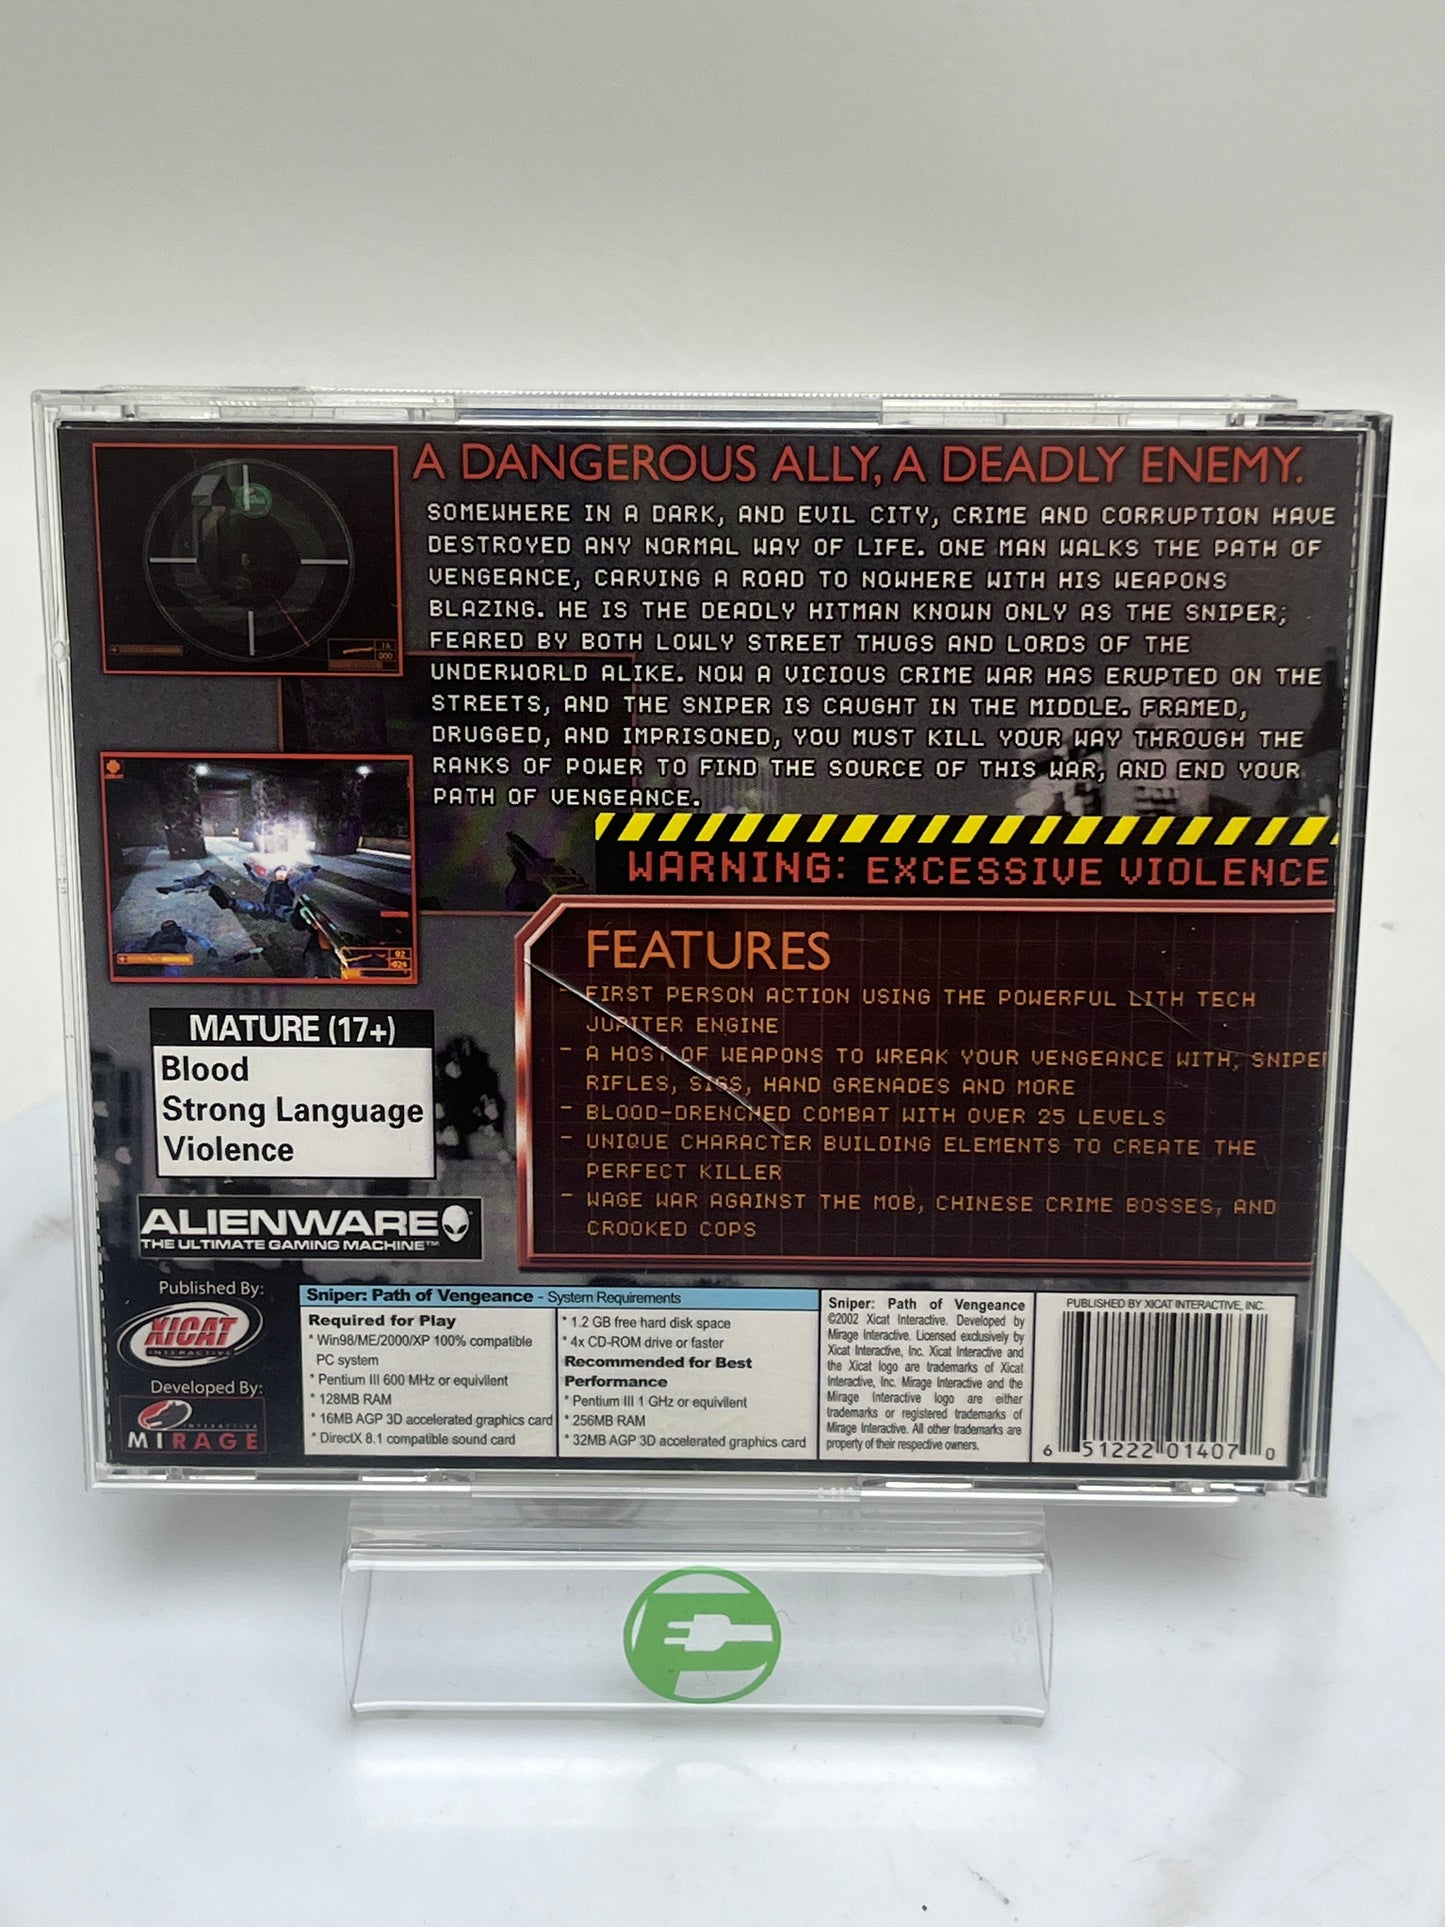 A DANGEROUS ALLY, A DEADLY ENEMY.
SOMEWHERE IN A DARK, AND EVIL CITY, CRIME AND CORRUPTION HAVE
DESTROYED ANY NORMAL WAY OF LIFE. ONE MAN WALKS THE PATH OF
VENGEANCE, CARVING A ROAD TO NOWHERE WITH HIS WEAPONS
BLAZING. HE IS THE DEADLY HITMAN KNOWN ONLY AS THE SNIPER;
FEARED BY BOTH LOWLY STREET THUGS AND LORDS OF THE
UNDERWORLD ALIKE. NOW A VICIOUS CRIME WAR HAS ERUPTED ON THE
STREETS, AND THE SNIPER IS CAUGHT IN THE MIDDLE. FRAMED,
DRUGGED, AND IMPRISONED, YOU MUST KILL YOUR WAY THROUGH THE
RANKS OF POWER TO FIND THE SOURCE OF THIS WAR, AND END YOUR
PATH OF VENGEANCE.
WARNING: EXCESSIVE VIOLENCE
FEATURES
- FIRST PERSON ACTION USING THE POWERFUL LITH TECH
JUPITER ENGINE
- A HOST OF WEAPONS TO WREAK YOUR VENGEANCE WITH, SNIPER
RIFLES, SIGS, HAND GRENADES AND MORE
- BLOOD-DRENCHED COMBAT WITH OVER 25 LEVELS
- UNIQUE CHARACTER BUILDING ELEMENTS TO CREATE THE
PERFECT KILLER
- WAGE WAR AGAINST THE MOB, CHINESE CRIME BOSSES, AND
CROOKED COPS
MATURE (17+)
Blood
Strong Language
Violence
ALIENWARE
THE ULTIMATE GAMING MACHINE™
Published By:
XICAT
INTERACTIVE
Developed By:
INTERACTIVE
MIRAGE
Sniper: Path of Vengeance - System Requirements
Required for Play
* Win98/ME/2000/XP 100% compatible
PC system
* Pentium III 600 MHz or equivilent
* 128MB RAM
* 16MB AGP 3D accelerated graphics card
* DirectX 8.1 compatible sound card
* 1.2 GB free hard disk space
* 4x CD-ROM drive or faster
Recommended for Best
Performance
* Pentium III 1 GHz or equivilent
* 256MB RAM
* 32MB AGP 3D accelerated graphics card
Sniper: Path of Vengeance
©2002 Xicat Interactive. Developed by
Mirage Interactive. Licensed exclusively by
Xicat Interactive, Inc. Xicat Interactive and
the Xicat logo are trademarks of Xicat
Interactive, Inc. Mirage Interactive and the
Mirage Interactive logo are either
trademarks or registered trademarks of
Mirage Interactive. All other trademarks are
property of their respective owners.
PUBLISHED BY XICAT INTERACTIVE, INC.
6 51222 01407 0